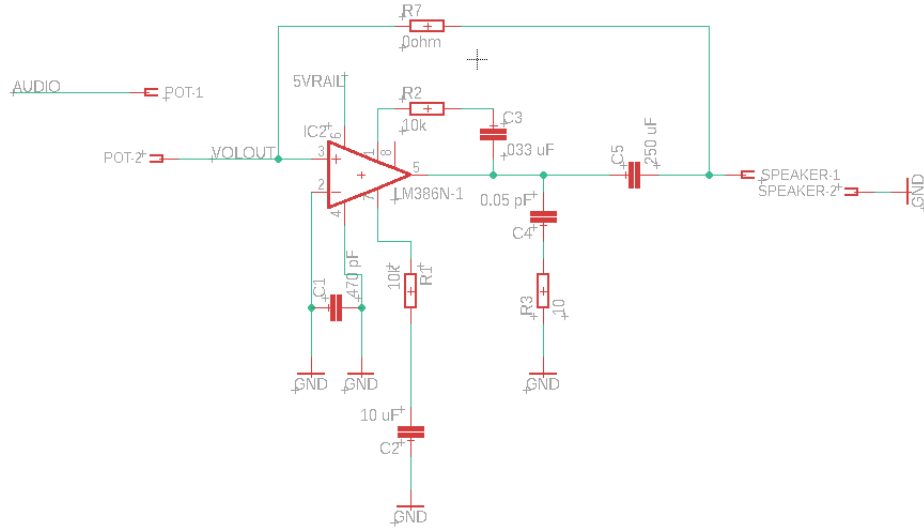 R7
0ohm
AUDIO
POT-1
5VRAIL
R2
10k
C3
.033 uF
IC2
6
1
8
POT-2
VOLOUT
3
5
2
4
7
LM386N-1
C5
250 uF
SPEAKER-1
SPEAKER-2
GND
0.05 pF
C4
C1
470 pF
10k
R1
R3
10
GND
GND
GND
10 uF
C2
GND